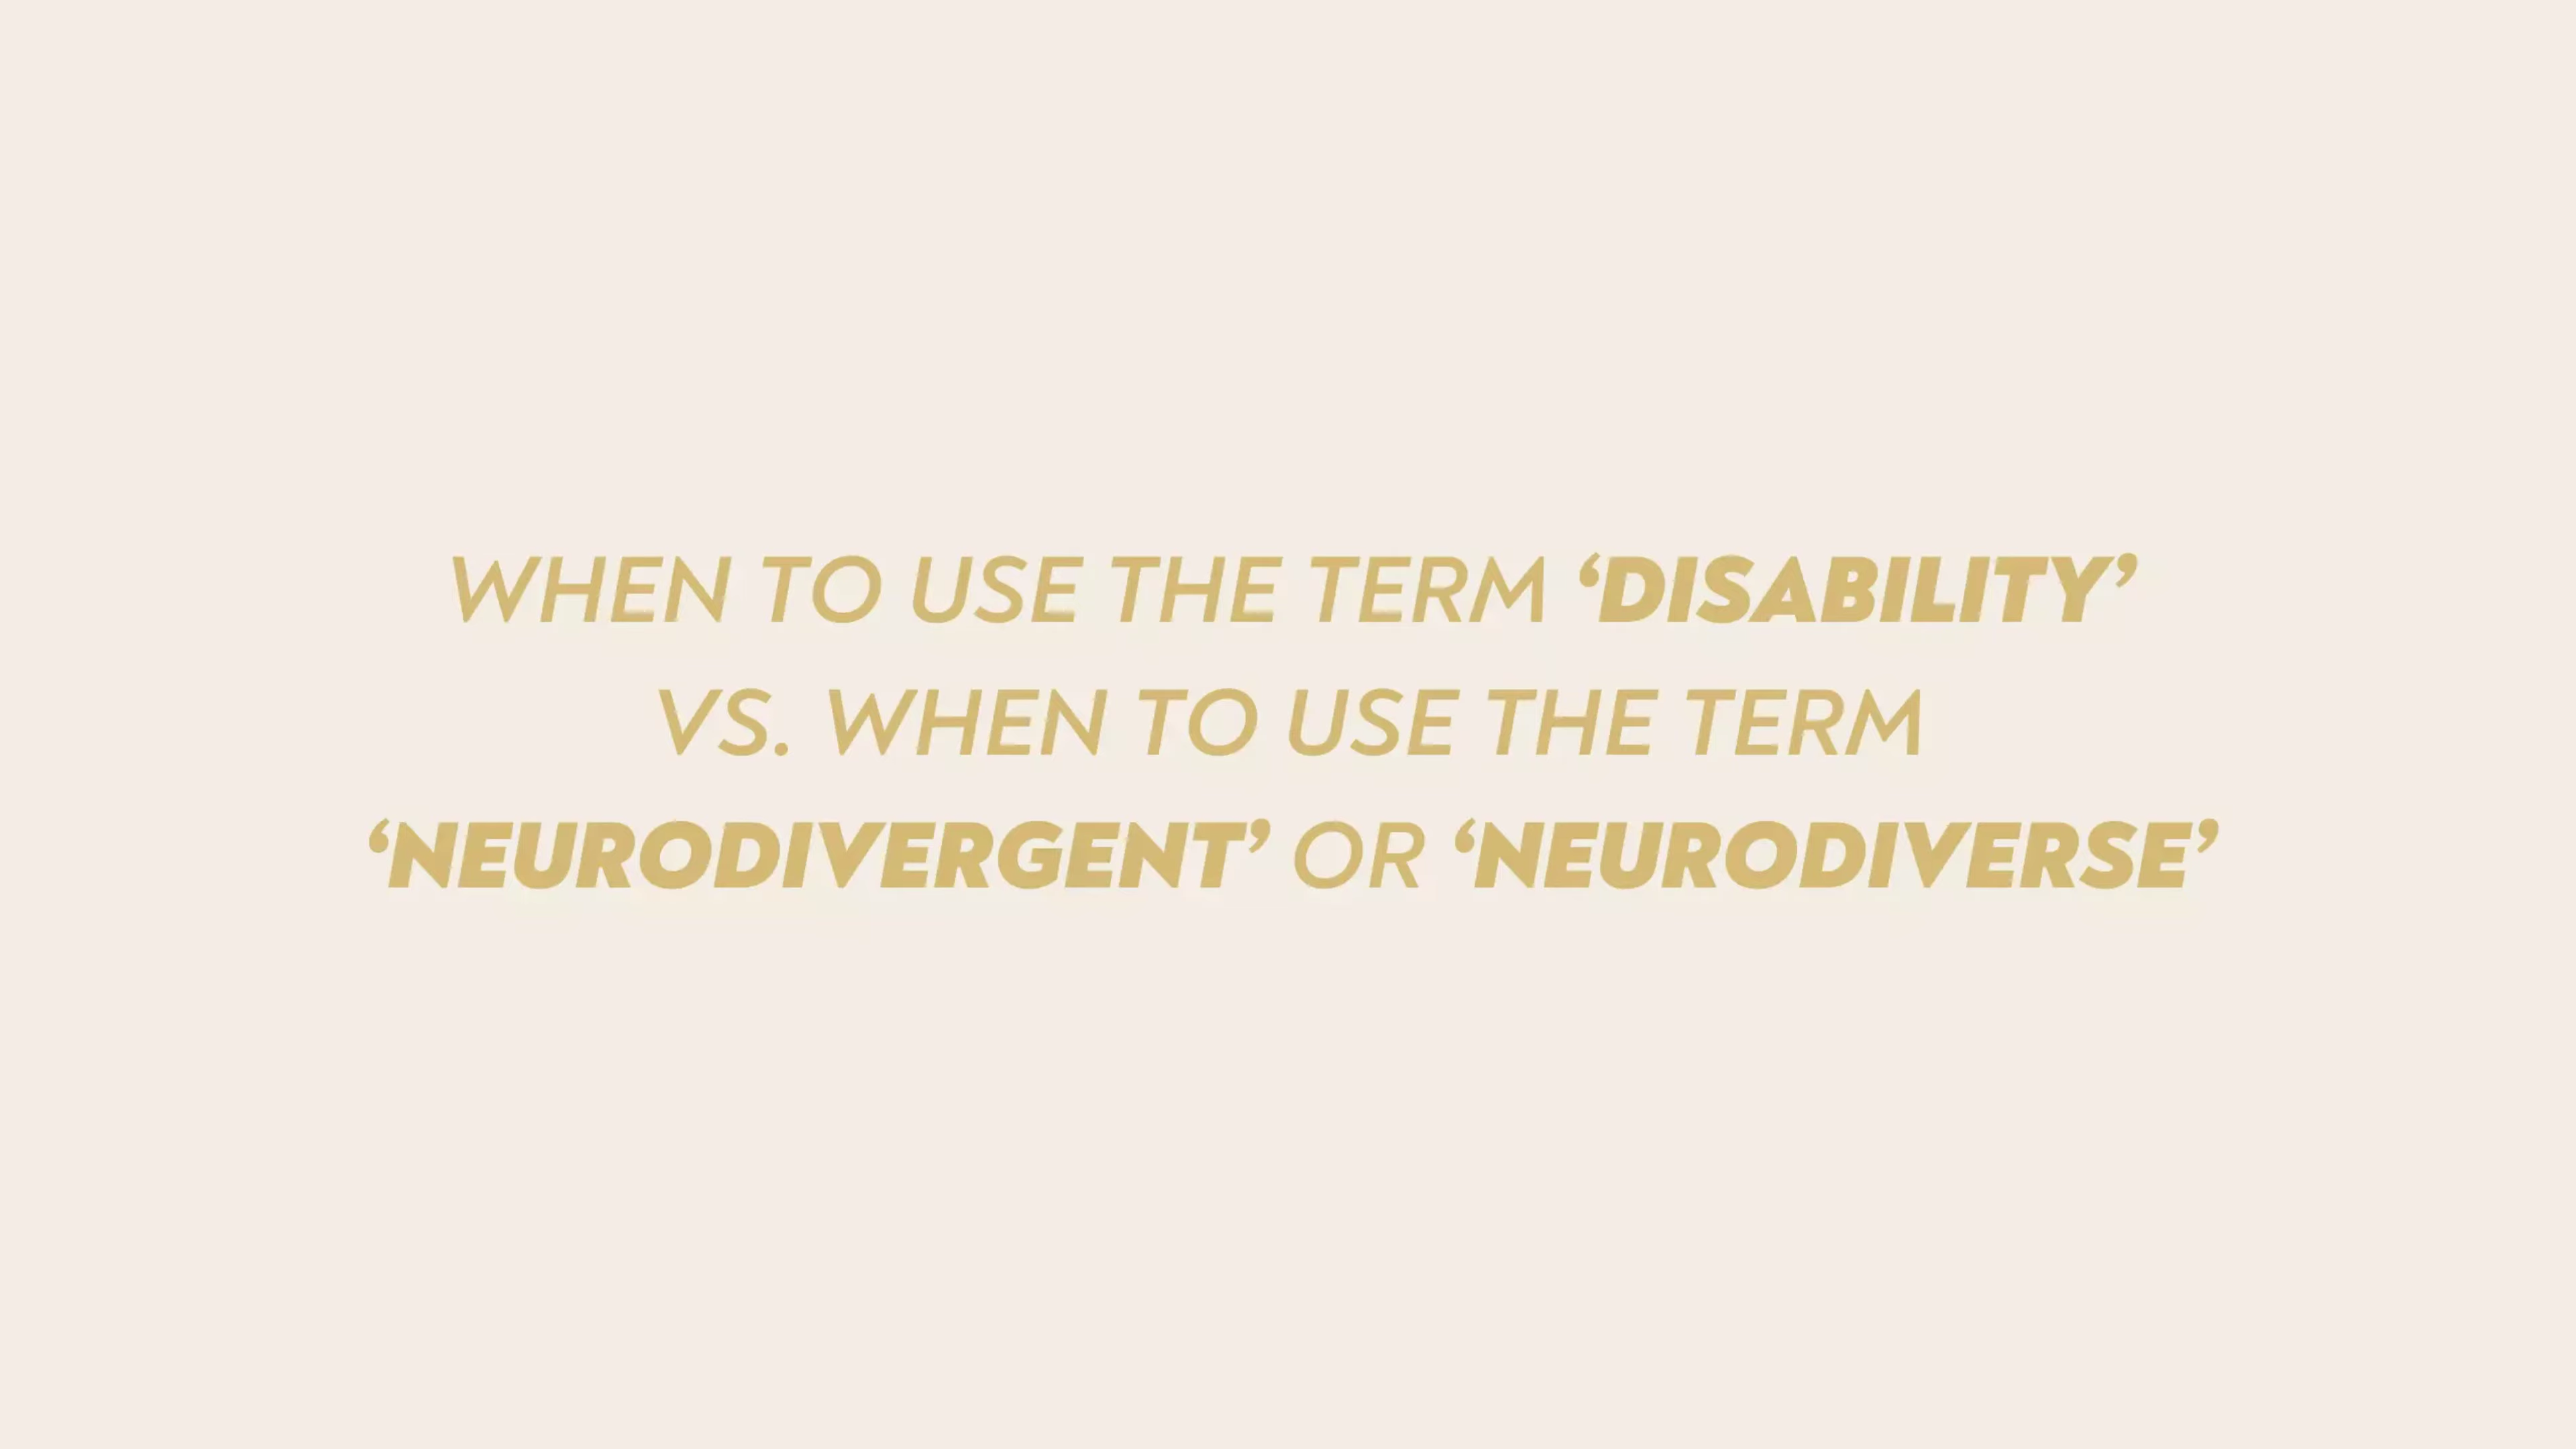 WHEN TO USE THE TERM ‘DISABILITY’
VS. WHEN TO USE THE TERM
‘NEURODIVERGENT’ OR ‘NEURODIVERSE’